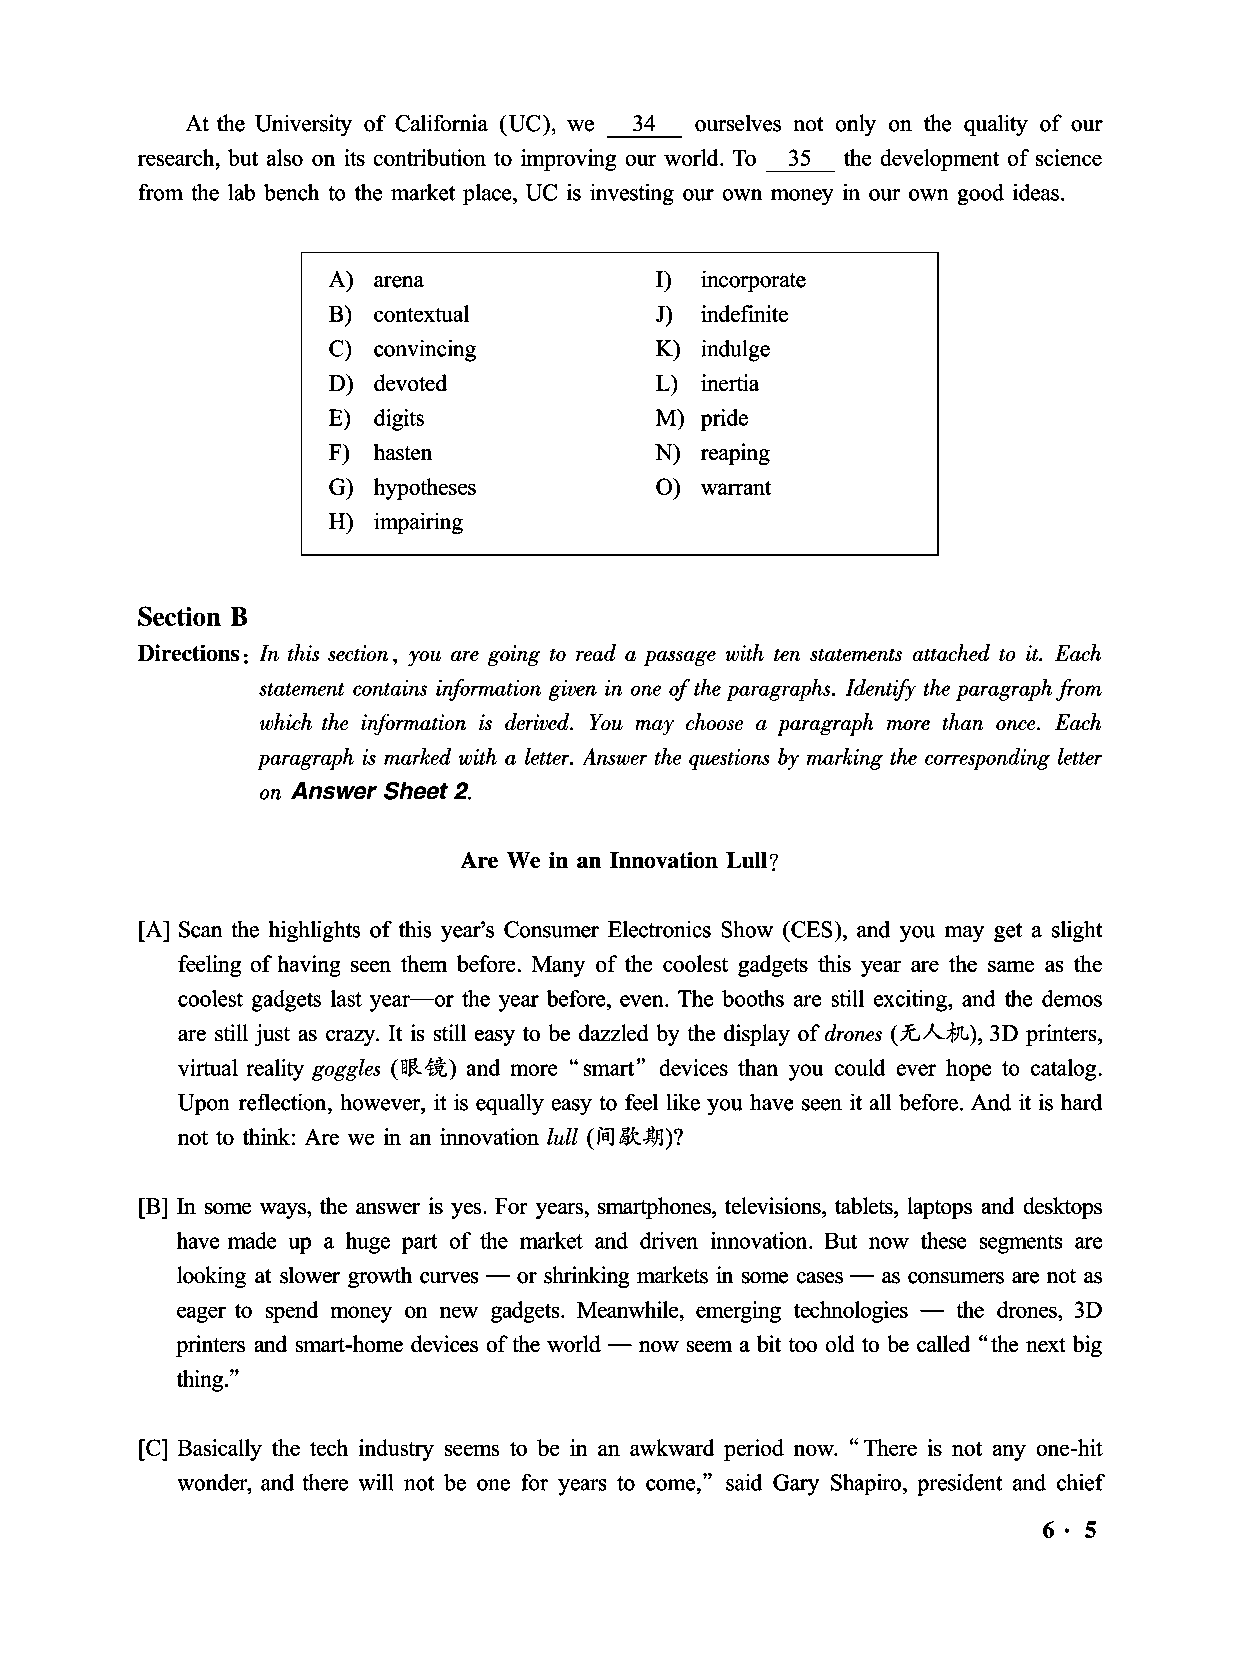 At the University of California (UC), we 34 ourselves not only on the quality of our
research, but also on its contribution to improving our world. To 35 the development of science
from the lab bench to the market place, UC is investing our own money in our own good ideas.
A) arena I) incorporate
B) contextual J) indefinite
C) convincing K) indulge
D) devoted L) inertia
E) digits M) pride
F) hasten N) reaping
G) hypotheses O) warrant
H) impairing
Section B
Directions: In this section, you are going to read a passage with ten statements attached to it. Each
statement contains information given in one of the paragraphs. Identify the paragraph from
which the information is derived. You may choose a paragraph more than once. Each
paragraph is marked with a letter. Answer the questions by marking the corresponding letter
on Answer Sheet 2.
Are We in an Innovation Lull?
[A] Scan the highlights of this year's Consumer Electronics Show (CES), and you may get a slight
feeling of having seen them before. Many of the coolest gadgets this year are the same as the
coolest gadgets last year—or the year before, even. The booths are still exciting, and the demos
are still just as crazy. It is still easy to be dazzled by the display of drones (无人机), 3D printers,
virtual reality goggles (眼镜) and more “smart” devices than you could ever hope to catalog.
Upon reflection, however, it is equally easy to feel like you have seen it all before. And it is hard
not to think: Are we in an innovation lull (间歇期)?
[B] In some ways, the answer is yes. For years, smartphones, televisions, tablets, laptops and desktops
have made up a huge part of the market and driven innovation. But now these segments are
looking at slower growth curves — or shrinking markets in some cases — as consumers are not as
eager to spend money on new gadgets. Meanwhile, emerging technologies — the drones, 3D
printers and smart-home devices of the world — now seem a bit too old to be called “the next big
thing.”
[C] Basically the tech industry seems to be in an awkward period now. “There is not any one-hit
wonder, and there will not be one for years to come,” said Gary Shapiro, president and chief
6 · 5